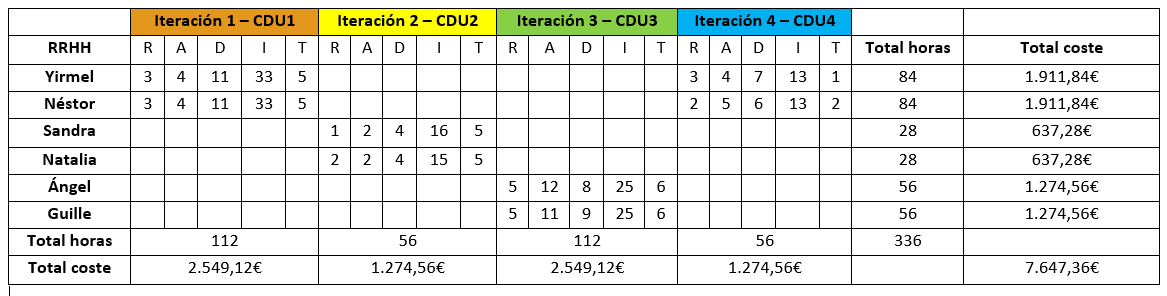 Iteración 1 – CDU1 Iteración 2 – CDU2 Iteración 3 – CDU3 Iteración 4 – CDU4
RRHH R A D I T R A D I T R A D I T R A D I T Total horas Total coste
Yirmel 3 4 11 33 5 3 4 7 13 1 84 1.911,84€
Néstor 3 4 11 33 5 2 5 6 13 2 84 1.911,84€
Sandra 1 2 4 16 5 28 637,28€
Natalia 2 2 4 15 5 28 637,28€
Ángel 5 12 8 25 6 56 1.274,56€
Guille 5 11 9 25 6 56 1.274,56€
Total horas 112 56 112 56 336
Total coste 2.549,12€ 1.274,56€ 2.549,12€ 1.274,56€ 7.647,36€